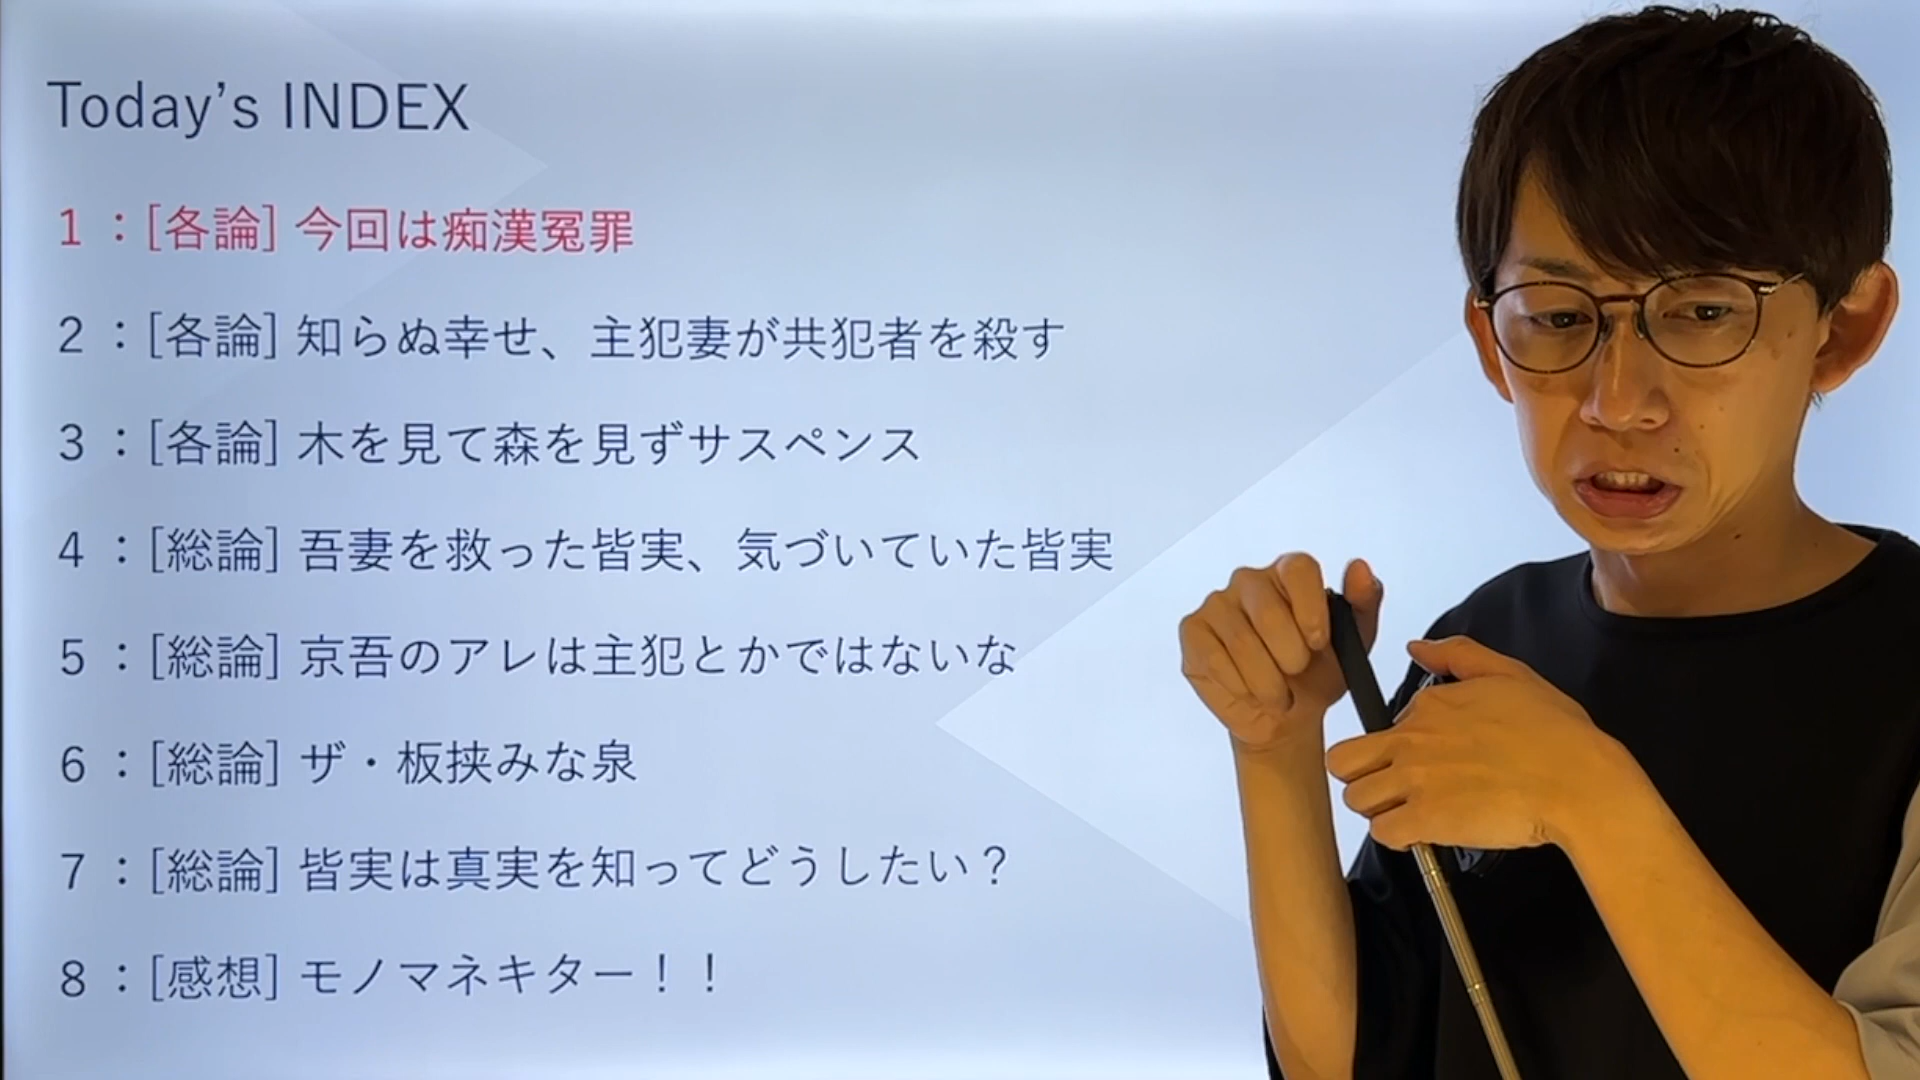 Today's INDEX
1：[各論] 今回は痴漢冤罪
2：[各論] 知らぬ幸せ、主犯妻が共犯者を殺す
3：[各論] 木を見て森を見ずサスペンス
4：[総論] 吾妻を救った皆実、気づいていた皆実
5：[総論] 京吾のアレは主犯とかではないな
6：[総論] ザ・板挟みな泉
7：[総論] 皆実は真実を知ってどうしたい？
8：[感想] モノマネキター！！